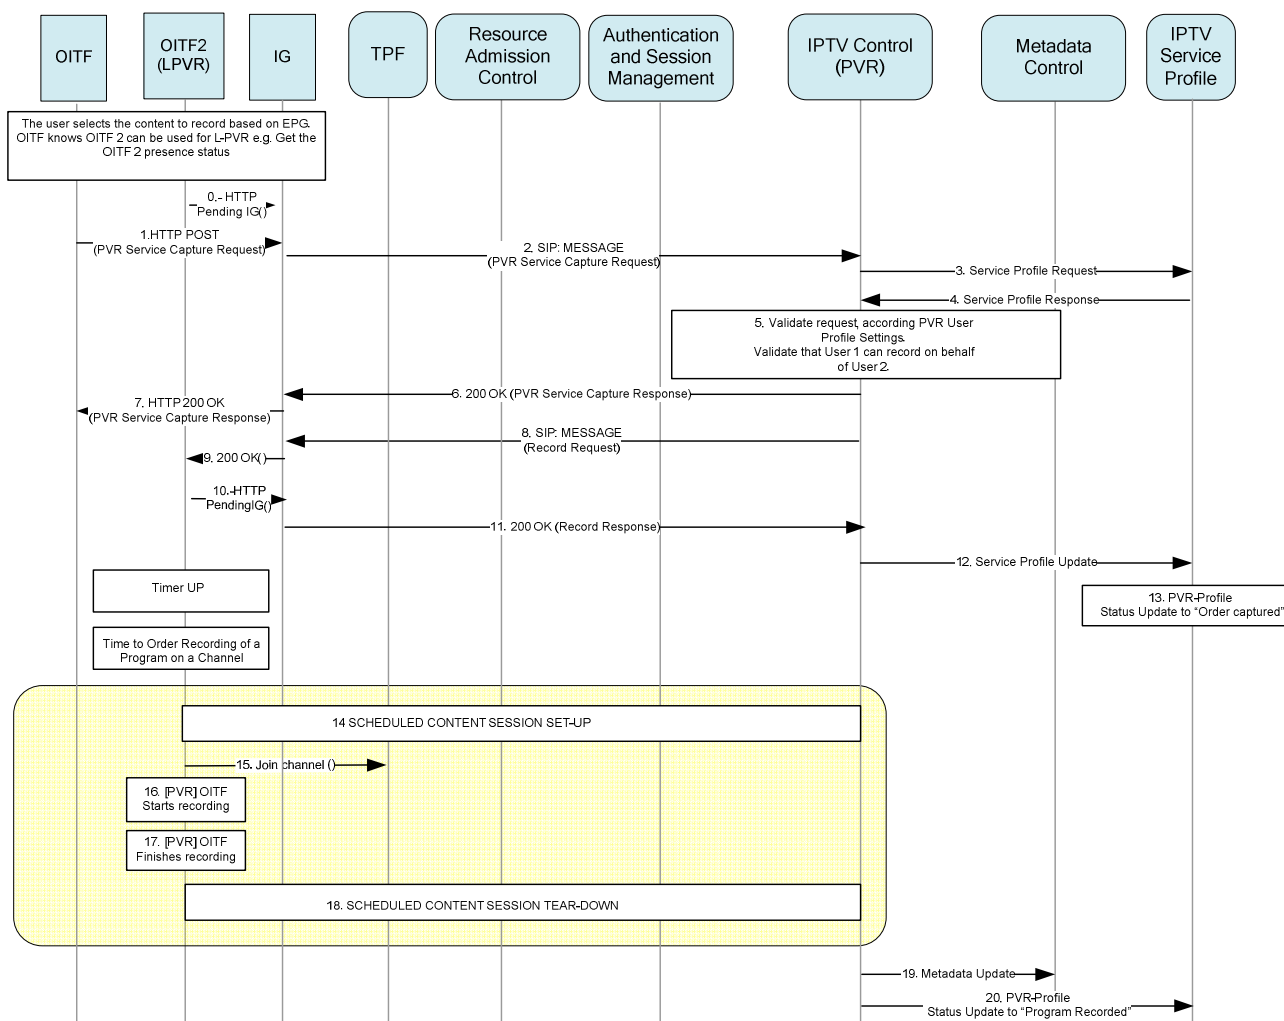 OITF
OITF2
(LPVR)
IG
TPF
Resource
Admission
Control
Authentication
and Session
Management
IPTV Control
(PVR)
Metadata
Control
IPTV
Service
Profile
The user selects the content to record based on EPG.
OITF knows OITF 2 can be used for L-PVR e.g. Get the
OITF 2 presence status
0.- HTTP
Pending IG()
1.HTTP POST
(PVR Service Capture Request)
2. SIP: MESSAGE
(PVR Service Capture Request)
3. Service Profile Request
4. Service Profile Response
5. Validate request, according PVR User
Profile Settings.
Validate that User 1 can record on behalf
of User 2.
6. 200 OK (PVR Service Capture Response)
7. HTTP 200 OK
(PVR Service Capture Response)
8. SIP: MESSAGE
(Record Request)
9. 200 OK()
10.-HTTP
PendingIG()
11. 200 OK (Record Response)
12. Service Profile Update
Timer UP
13. PVR-Profile
Status Update to “Order captured”
Time to Order Recording of a
Program on a Channel
14 SCHEDULED CONTENT SESSION SET-UP
15. Join channel ()
16. [PVR] OITF
Starts recording
17. [PVR] OITF
Finishes recording
18. SCHEDULED CONTENT SESSION TEAR-DOWN
19. Metadata Update
20. PVR-Profile
Status Update to “Program Recorded”